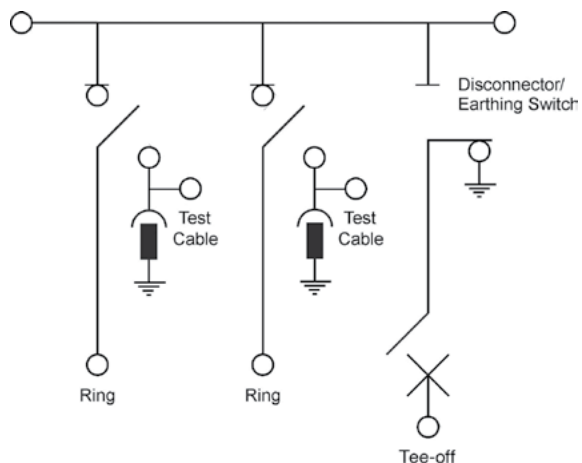 Disconnector/
Earthing Switch
Test
Cable
Test
Cable
Ring
Ring
Tee-off